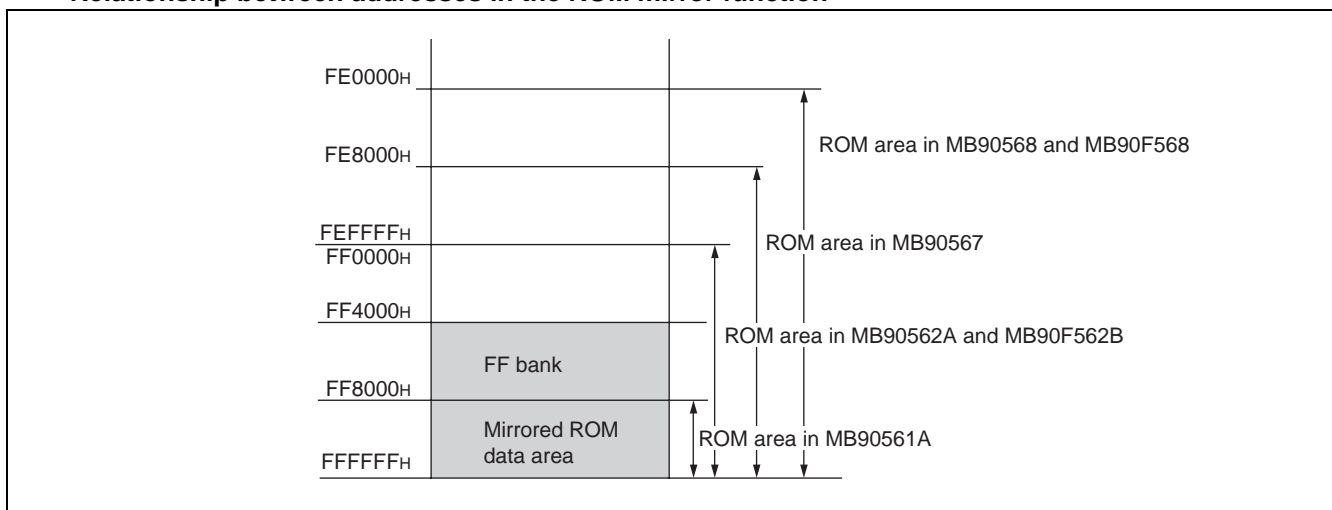 Relationship between addresses in the ROM mirror function
FE0000H
ROM area in MB90568 and MB90F568
FE8000H
FEFFFFH
ROM area in MB90567
FF0000H
FF4000H
ROM area in MB90562A and MB90F562B
FF bank
FF8000H
Mirrored ROM
data area
ROM area in MB90561A
FFFFFFH